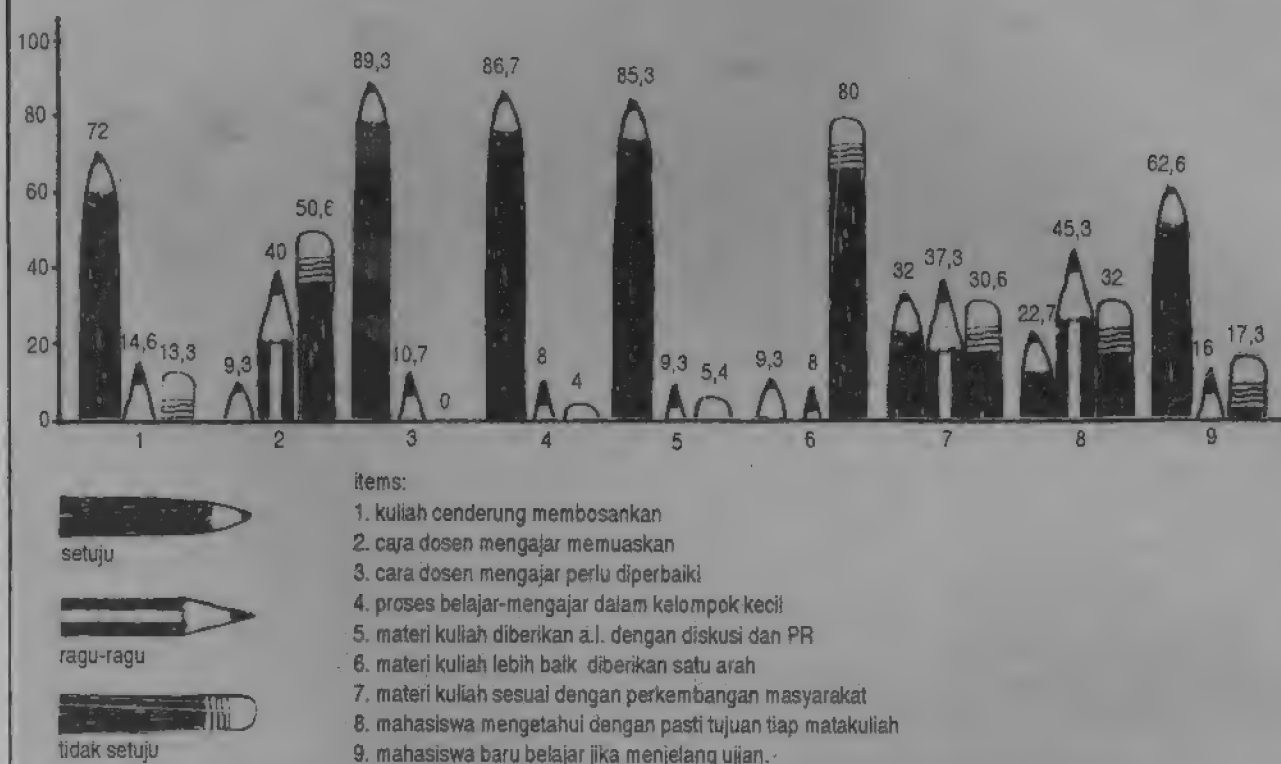 100
80
60
40
20
0
72
14,6
13,3
9,3
40
50,6
89,3
10,7
0
86,7
8
4
85,3
9,3
5,4
9,3
8
80
32
37,3
30,6
22,7
45,3
32
62,6
16
17,3
1 2 3 4 5 6 7 8 9
setuju
ragu-ragu
tidak setuju
items:
1. kuliah cenderung membosankan
2. cara dosen mengajar memuaskan
3. cara dosen mengajar perlu diperbaiki
4. proses belajar-mengajar dalam kelompok kecil
5. materi kuliah diberikan a.l. dengan diskusi dan PR
6. materi kuliah lebih baik diberikan satu arah
7. materi kuliah sesuai dengan perkembangan masyarakat
8. mahasiswa mengetahui dengan pasti tujuan tiap matakuliah
9. mahasiswa baru belajar jika menjelang ujian.